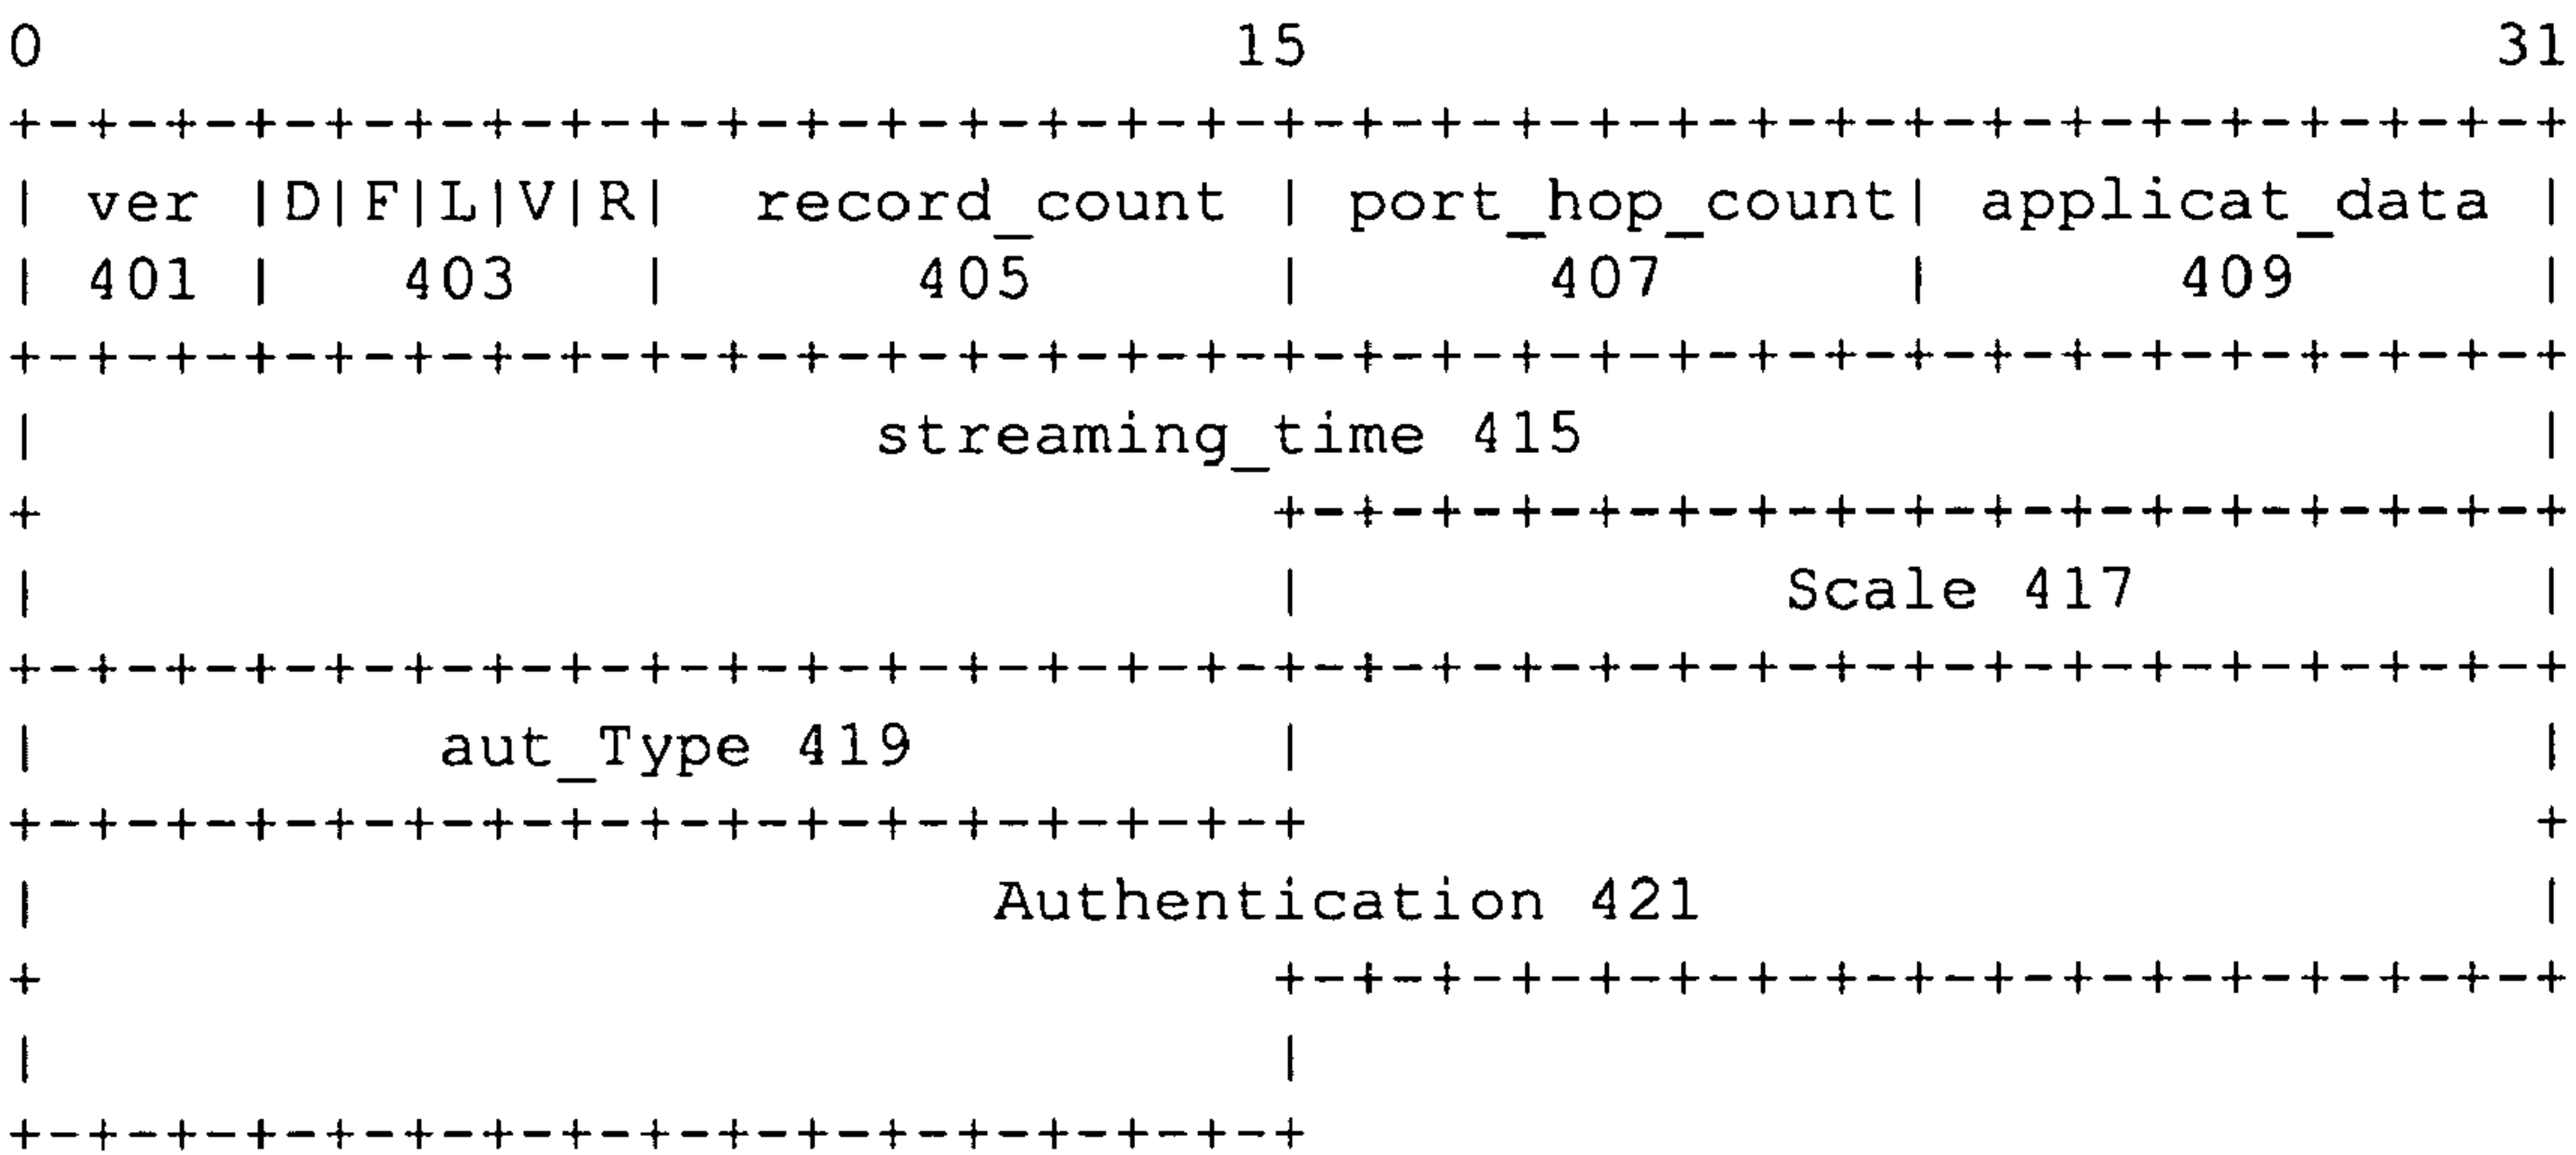 0 15 31
+-+-+-+-+-+-+-+-+-+-+-+-+-+-+-+-+-+-+-+-+-+-+-+-+-+-+-+-+-+-+-+-+
| ver |D|F|L|V|R| record_count | port_hop_count| applicat_data |
| 401 | 403 | 405 | 407 | 409 |
+-+-+-+-+-+-+-+-+-+-+-+-+-+-+-+-+-+-+-+-+-+-+-+-+-+-+-+-+-+-+-+-+
| streaming_time 415 |
+ +-+-+-+-+-+-+-+-+-+-+-+-+-+-+-+-+
| | Scale 417 |
+-+-+-+-+-+-+-+-+-+-+-+-+-+-+-+-+-+-+-+-+-+-+-+-+-+-+-+-+-+-+-+-+
| aut_Type 419 | |
+-+-+-+-+-+-+-+-+-+-+-+-+-+-+-+-+ +
| Authentication 421 |
+ +-+-+-+-+-+-+-+-+-+-+-+-+-+-+-+-+
| |
+-+-+-+-+-+-+-+-+-+-+-+-+-+-+-+-+